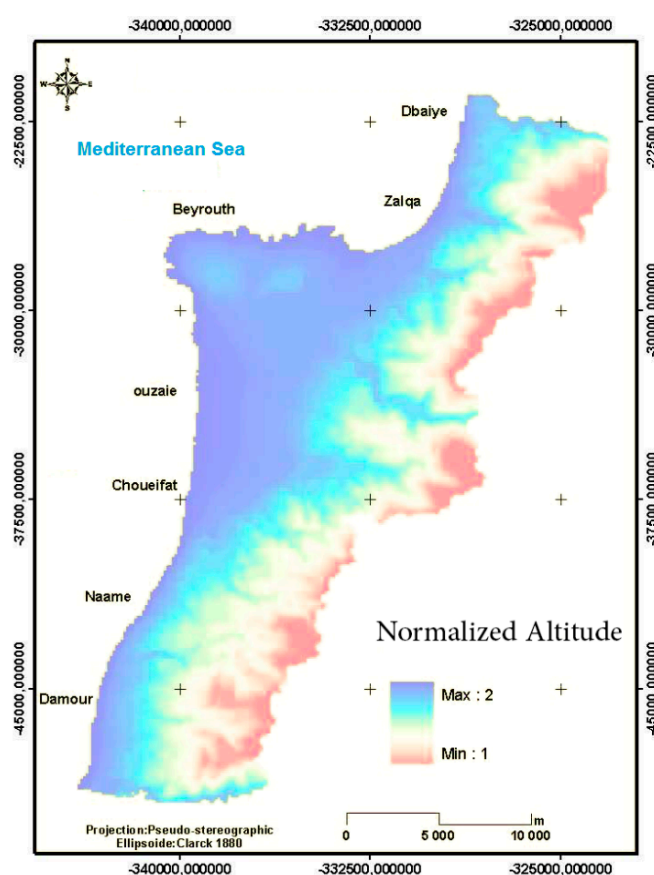 -340000,000000 -332500,000000 -325000,000000
N
W E
S
-22500,000000 -22500,000000
Dbaiye
Mediterranean Sea
Zalqa
Beyrouth
-30000,000000 -30000,000000
ouzaie
Choueifat
-37500,000000 -37500,000000
Naame
Normalized Altitude
Damour
-45000,000000 -45000,000000
Max : 2
Min : 1
Projection:Pseudo-stereographic
Ellipsoide:Clarck 1880
m
0 5 000 10 000
-340000,000000 -332500,000000 -325000,000000